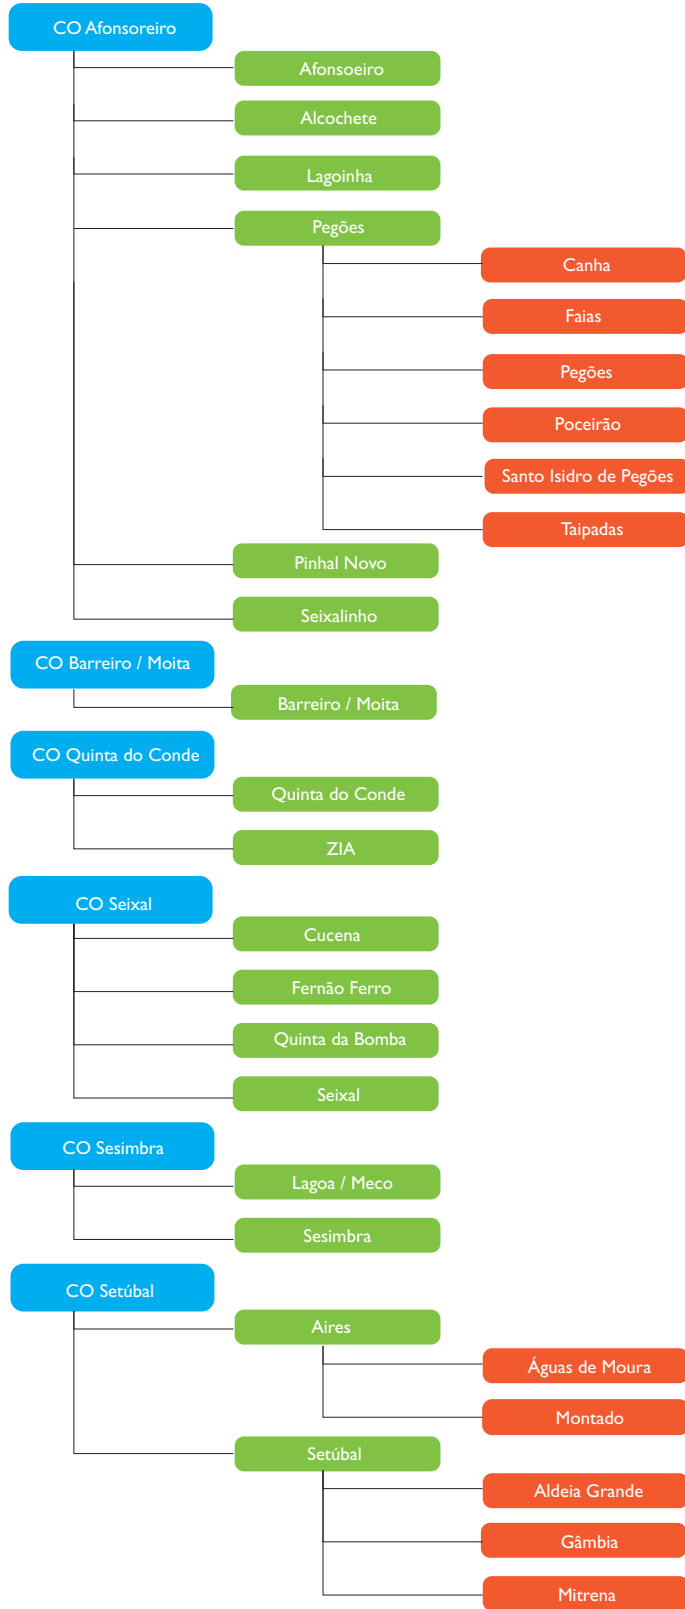 CO Afonsoreiro
Afonsoeiro
Alcochete
Lagoinha
Pegões
Canha
Faias
Pegões
Poceirão
Santo Isidro de Pegões
Taipadas
Pinhal Novo
Seixalinho
CO Barreiro / Moita
Barreiro / Moita
CO Quinta do Conde
Quinta do Conde
ZIA
CO Seixal
Cucena
Fernão Ferro
Quinta da Bomba
Seixal
CO Sesimbra
Lagoa / Meco
Sesimbra
CO Setúbal
Aires
Águas de Moura
Montado
Setúbal
Aldeia Grande
Gâmbia
Mitrena